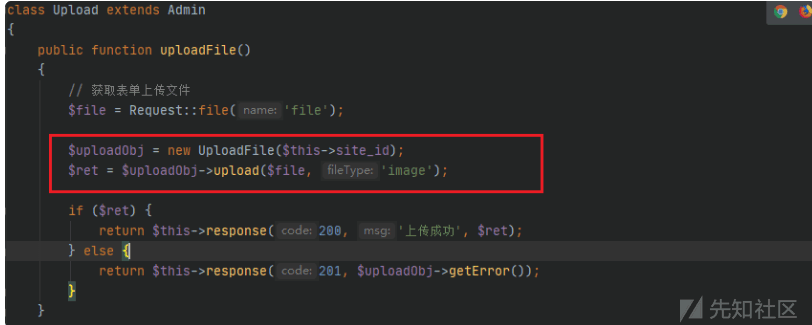 class Upload extends Admin
{
    public function uploadFile()
    {
        // 获取表单上传文件
        $file = Request::file( name: 'file');

        $uploadObj = new UploadFile($this->site_id);
        $ret = $uploadObj->upload($file, fileType: 'image');

        if ($ret) {
            return $this->response( code: 200, msg: '上传成功', $ret);
        } else {
            return $this->response( code: 201, $uploadObj->getError());
        }
    }
先知社区